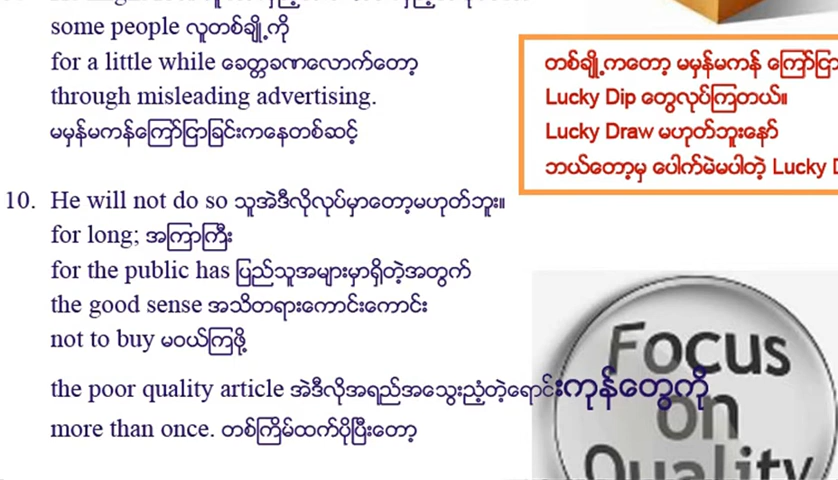 some people လူတစ်ချို့ကို
for a little while ခေတ္တခဏလောက်တော့
through misleading advertising.
မမှန်မကန်ကြော်ငြာခြင်းကနေတစ်ဆင့်
တစ်ချို့ကတော့ မမှန်မကန် ကြော်ငြာ
Lucky Dip တွေလုပ်ကြတယ်။
Lucky Draw မဟုတ်ဘူးနော်
ဘယ်တော့မှ ပေါက်မဲမပါတဲ့ Lucky
10. He will not do so သူအဲဒီလိုလုပ်မှာတော့မဟုတ်ဘူး။
for long; အကြာကြီး
for the public has ပြည်သူအများမှာရှိတဲ့အတွက်
the good sense အသိတရားကောင်းကောင်း
not to buy မဝယ်ကြဖို့
the poor quality article အဲဒီလိုအရည်အသွေးညံ့တဲ့ရောင်းကုန်တွေကို
more than once. တစ်ကြိမ်ထက်ပိုပြီးတော့
Focus
on
Quality